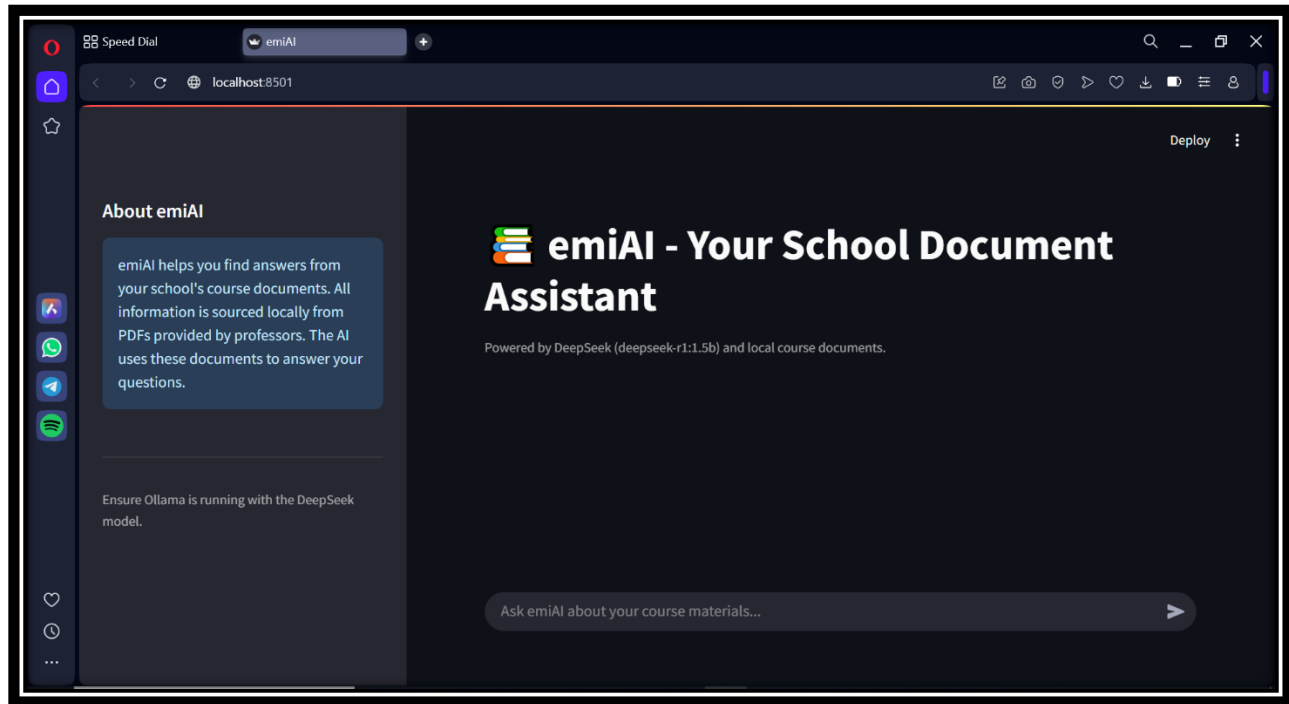 Speed Dial
emiAI
localhost:8501
Deploy
About emiAI
emiAI helps you find answers from
your school's course documents. All
information is sourced locally from
PDFs provided by professors. The AI
uses these documents to answer your
questions.
Ensure Ollama is running with the DeepSeek
model.
emiAI - Your School Document
Assistant
Powered by DeepSeek (deepseek-r1:1.5b) and local course documents.
Ask emiAI about your course materials...